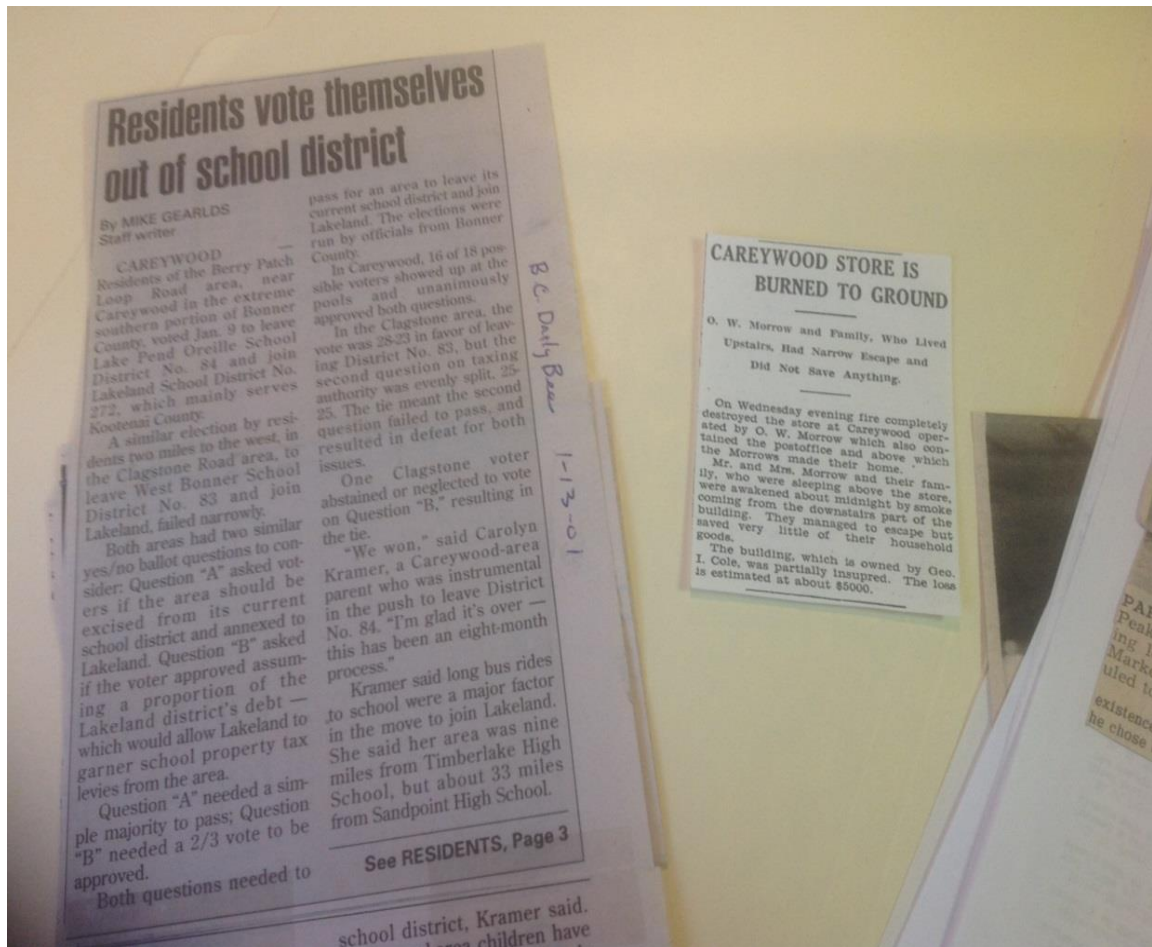 Residents vote themselves
out of school district
By MIKE GEARLDS
Staff writer
CAREYWOOD —
Residents of the Berry Patch
Loop Road area, near
Careywood in the extreme
southern portion of Bonner
County, voted Jan. 9 to leave
Lake Pend Oreille School
District No. 84 and join
Lakeland School District No.
272, which mainly serves
Kootenai County.
A similar election by resi-
dents two miles to the west, in
the Clagstone Road area, to
leave West Bonner School
District No. 83 and join
Lakeland, failed narrowly.
Both areas had two similar
yes/no ballot questions to con-
sider: Question "A" asked vot-
ers if the area should be
excised from its current
school district and annexed to
Lakeland. Question "B" asked
if the voter approved assum-
ing a proportion of the
Lakeland district's debt —
which would allow Lakeland to
garner school property tax
levies from the area.
Question "A" needed a sim-
ple majority to pass; Question
"B" needed a 2/3 vote to be
approved.
Both questions needed to
pass for an area to leave its
current school district and join
Lakeland. The elections were
run by officials from Bonner
County.
In Careywood, 16 of 18 pos-
sible voters showed up at the
pools and unanimously
approved both questions.
In the Clagstone area, the
vote was 28-23 in favor of leav-
ing District No. 83, but the
second question on taxing
authority was evenly split, 25-
25. The tie meant the second
question failed to pass, and
resulted in defeat for both
issues.
One Clagstone voter
abstained or neglected to vote
on Question "B," resulting in
the tie.
"We won," said Carolyn
Kramer, a Careywood-area
parent who was instrumental
in the push to leave District
No. 84. "I'm glad it's over —
this has been an eight-month
process."
Kramer said long bus rides
to school were a major factor
in the move to join Lakeland.
She said her area was nine
miles from Timberlake High
School, but about 33 miles
from Sandpoint High School.
See RESIDENTS, Page 3
school district, Kramer said.
children have
B.C. Daily Bee 1-13-01
CAREYWOOD STORE IS
BURNED TO GROUND
O. W. Morrow and Family, Who Lived
Upstairs, Had Narrow Escape and
Did Not Save Anything.
On Wednesday evening fire completely
destroyed the store at Careywood oper-
ated by O. W. Morrow which also con-
tained the postoffice and above which
the Morrows made their home.
Mr. and Mrs. Morrow and their fam-
ily, who were sleeping above the store,
were awakened about midnight by smoke
coming from the downstairs part of the
building. They managed to escape but
saved very little of their household
goods.
The building, which is owned by Geo.
I. Cole, was partially insupred. The loss
is estimated at about $5000.
Peak
ing
Marke
uled to
existence
he chose